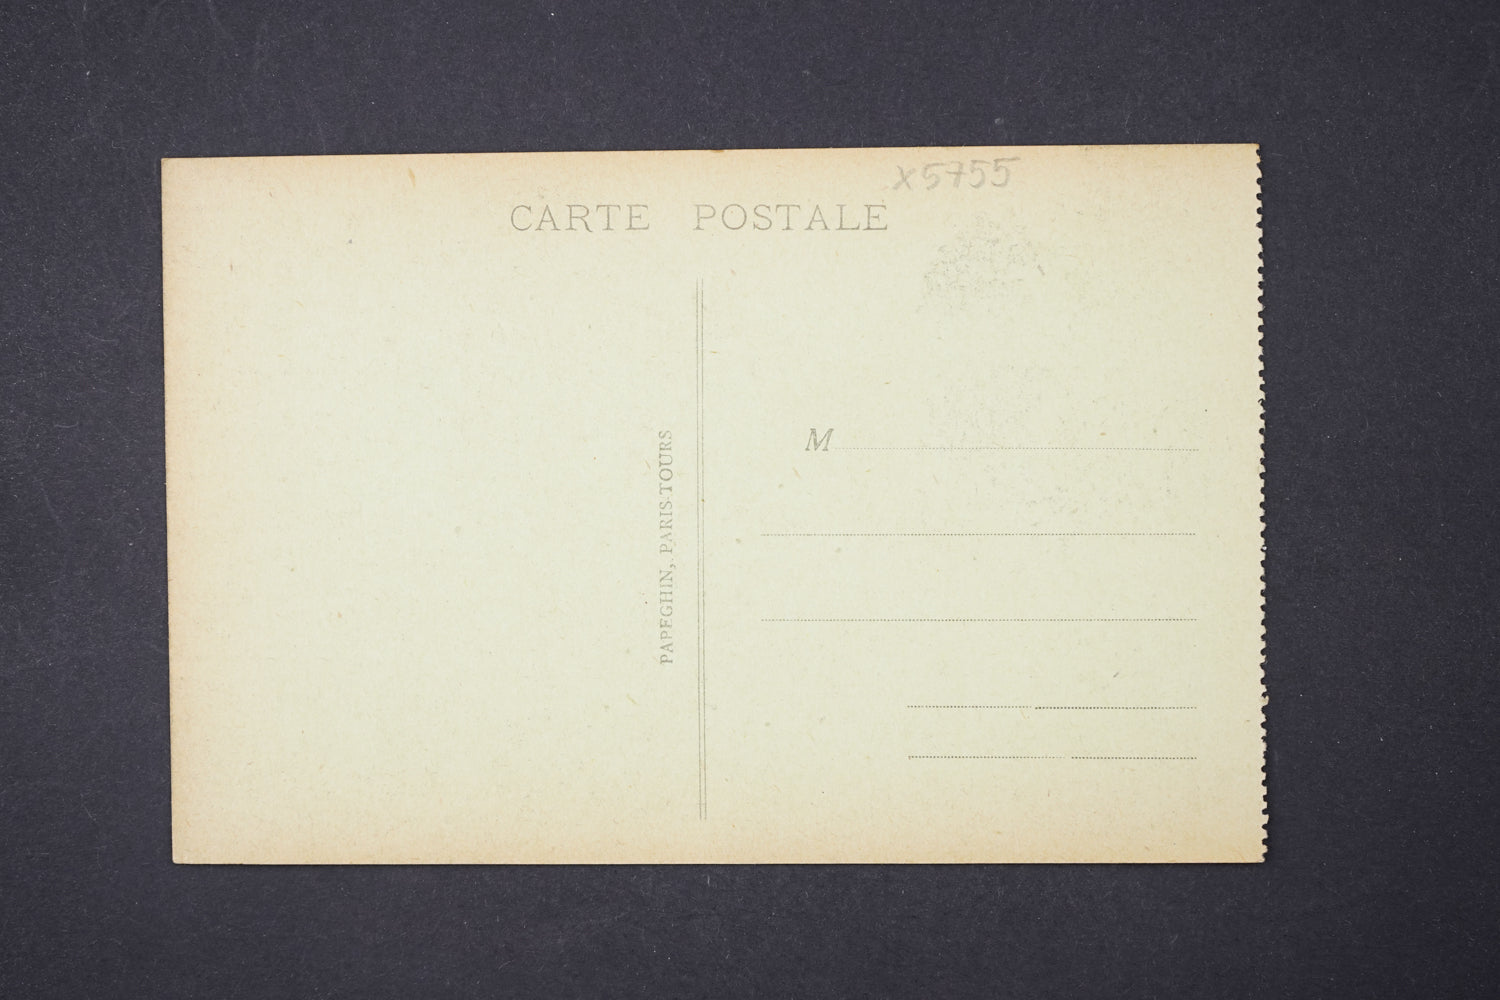 x5755
CARTE POSTALE
PAPEGHIN, PARIS-TOURS
M